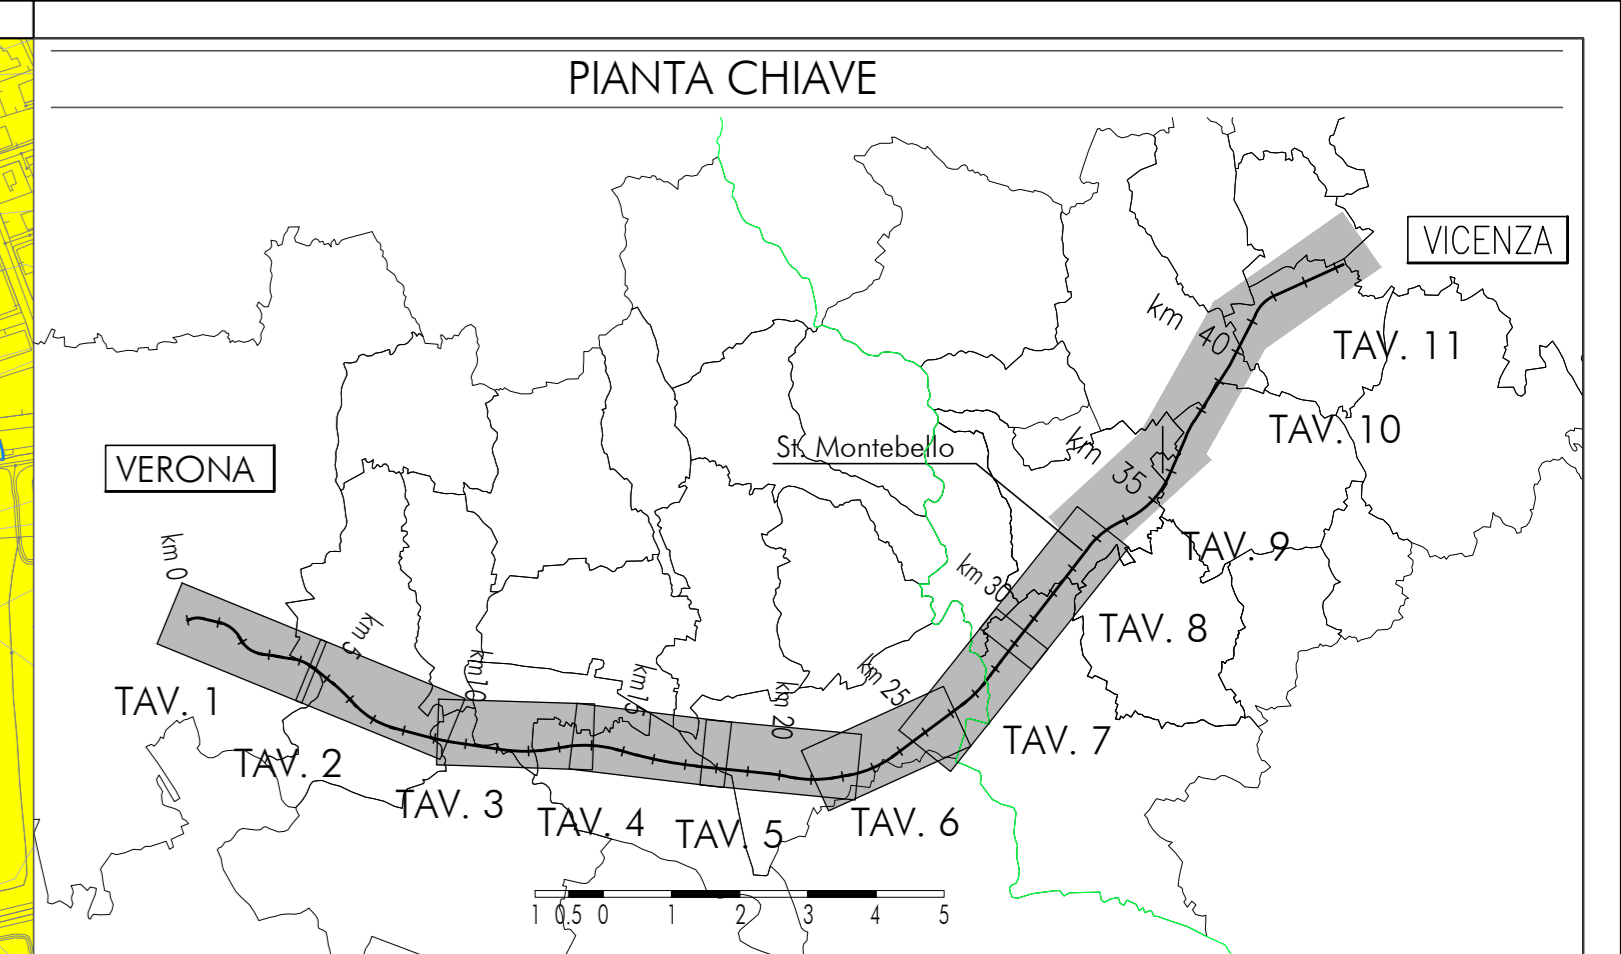 PIANTA CHIAVE
VICENZA
km 40
TAV. 11
TAV. 10
km 35
St. Montebello
VERONA
km 0
TAV. 9
km 30
TAV. 8
km 5
km 10
km 15
km 20
km 25
TAV. 1
TAV. 7
TAV. 2
TAV. 3
TAV. 4
TAV. 5
TAV. 6
1 0.5 0 1 2 3 4 5